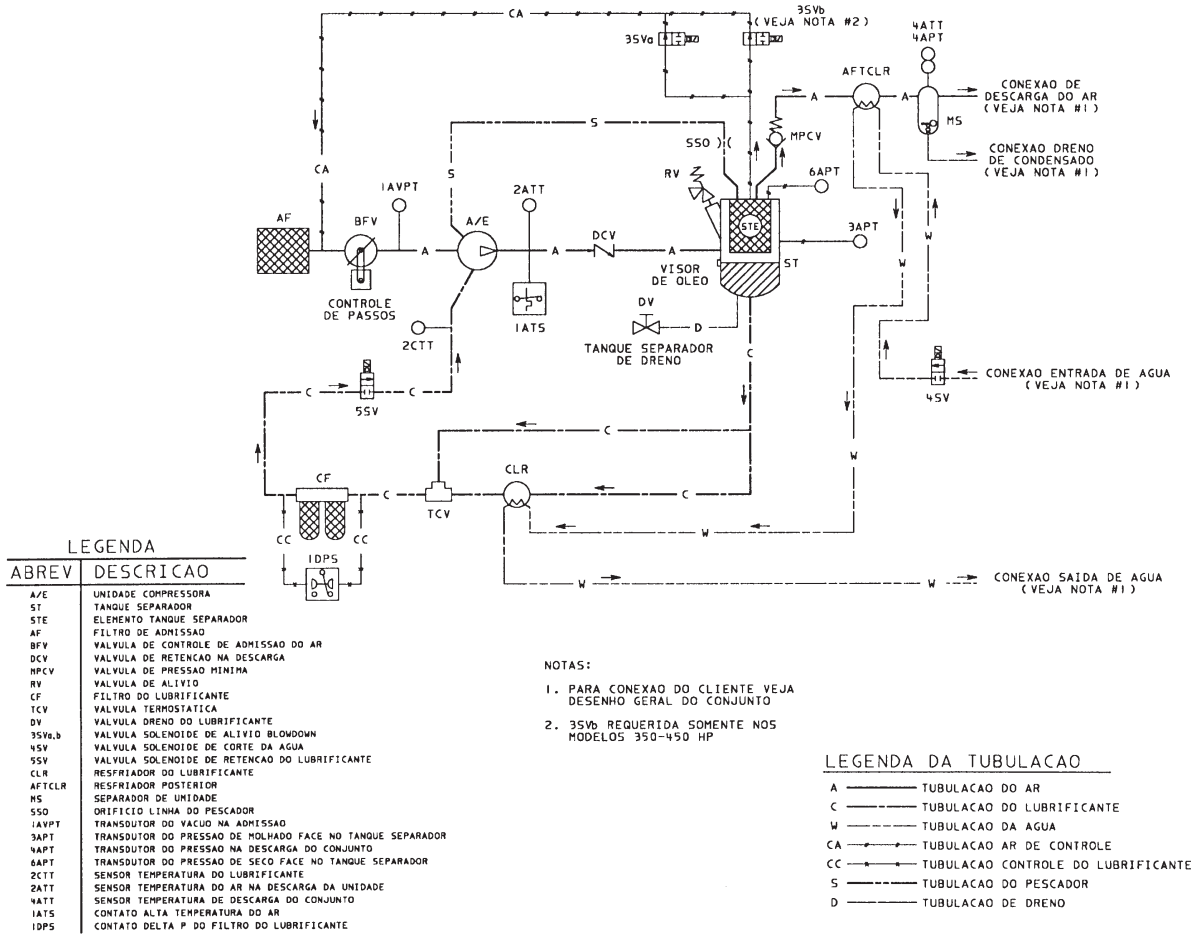 CA
3SVb
(VEJA NOTA #2)
3SVa
4ATT
4APT
AFTCLR
A
A
CONEXAO DE
DESCARGA DO AR
(VEJA NOTA #1)
MS
S
SSO
MPCV
CONEXAO DRENO
DE CONDENSADO
(VEJA NOTA #1)
CA
S
RV
6APT
1AVPT
2ATT
AF
BFV
A/E
STE
W
A
A
DCV
A
3APT
ST
W
VISOR
DE OLEO
CONTROLE
DE PASSOS
1ATS
DV
D
2CTT
TANQUE SEPARADOR
DE DRENO
C
CONEXAO ENTRADA DE AGUA
(VEJA NOTA #1)
4SV
C
C
5SV
C
W
CF
C
TCV
CLR
C
W
CC
CC
1DPS
W
W
CONEXAO SAIDA DE AGUA
(VEJA NOTA #1)
LEGENDA
ABREV DESCRICAO
A/E UNIDADE COMPRESSORA
ST TANQUE SEPARADOR
STE ELEMENTO TANQUE SEPARADOR
AF FILTRO DE ADMISSAO
BFV VALVULA DE CONTROLE DE ADMISSAO DO AR
DCV VALVULA DE RETENCAO NA DESCARGA
MPCV VALVULA DE PRESSAO MINIMA
RV VALVULA DE ALIVIO
CF FILTRO DO LUBRIFICANTE
TCV VALVULA TERMOSTATICA
DV VALVULA DRENO DO LUBRIFICANTE
3SVa,b VALVULA SOLENOIDE DE ALIVIO BLOWDOWN
4SV VALVULA SOLENOIDE DE CORTE DA AGUA
5SV VALVULA SOLENOIDE DE RETENCAO DO LUBRIFICANTE
CLR RESFRIADOR DO LUBRIFICANTE
AFTCLR RESFRIADOR POSTERIOR
MS SEPARADOR DE UMIDADE
SSO ORIFICIO LINHA DO PESCADOR
1AVPT TRANSDUTOR DO VACUO NA ADMISSAO
3APT TRANSDUTOR DO PRESSAO DE MOLHADO FACE NO TANQUE SEPARADOR
4APT TRANSDUTOR DO PRESSAO NA DESCARGA DO CONJUNTO
6APT TRANSDUTOR DO PRESSAO DE SECO FACE NO TANQUE SEPARADOR
2CTT SENSOR TEMPERATURA DO LUBRIFICANTE
2ATT SENSOR TEMPERATURA DO AR NA DESCARGA DA UNIDADE
4ATT SENSOR TEMPERATURA DE DESCARGA DO CONJUNTO
1ATS CONTATO ALTA TEMPERATURA DO AR
1DPS CONTATO DELTA P DO FILTRO DO LUBRIFICANTE
NOTAS:
1. PARA CONEXAO DO CLIENTE VEJA
DESENHO GERAL DO CONJUNTO
2. 3SVb REQUERIDA SOMENTE NOS
MODELOS 350-450 HP
LEGENDA DA TUBULACAO
A TUBULACAO DO AR
C TUBULACAO DO LUBRIFICANTE
W TUBULACAO DA AGUA
CA TUBULACAO AR DE CONTROLE
CC TUBULACAO CONTROLE DO LUBRIFICANTE
S TUBULACAO DO PESCADOR
D TUBULACAO DE DRENO